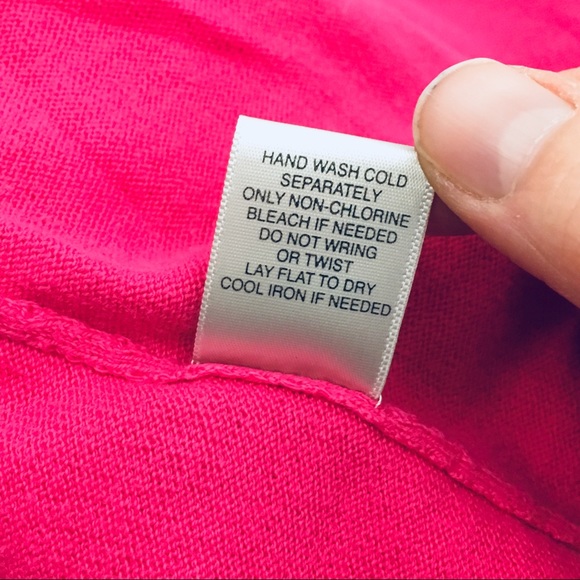 HAND WASH COLD
SEPARATELY
ONLY NON-CHLORINE
BLEACH IF NEEDED
DO NOT WRING
OR TWIST
LAY FLAT TO DRY
COOL IRON IF NEEDED